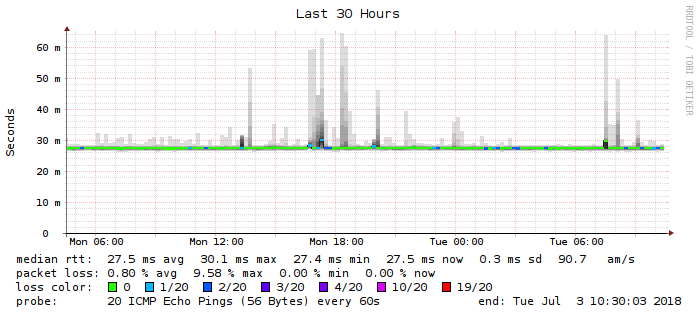 Last 30 Hours
RRDTOOL / TOBI OETIKER
Seconds
60 m
50 m
40 m
30 m
20 m
10 m
0
Mon 06:00 Mon 12:00 Mon 18:00 Tue 00:00 Tue 06:00
median rtt: 27.5 ms avg 30.1 ms max 27.4 ms min 27.5 ms now 0.3 ms sd 90.7 am/s
packet loss: 0.80 % avg 9.58 % max 0.00 % min 0.00 % now
loss color: 0 1/20 2/20 3/20 4/20 10/20 19/20
probe: 20 ICMP Echo Pings (56 Bytes) every 60s end: Tue Jul 3 10:30:03 2018